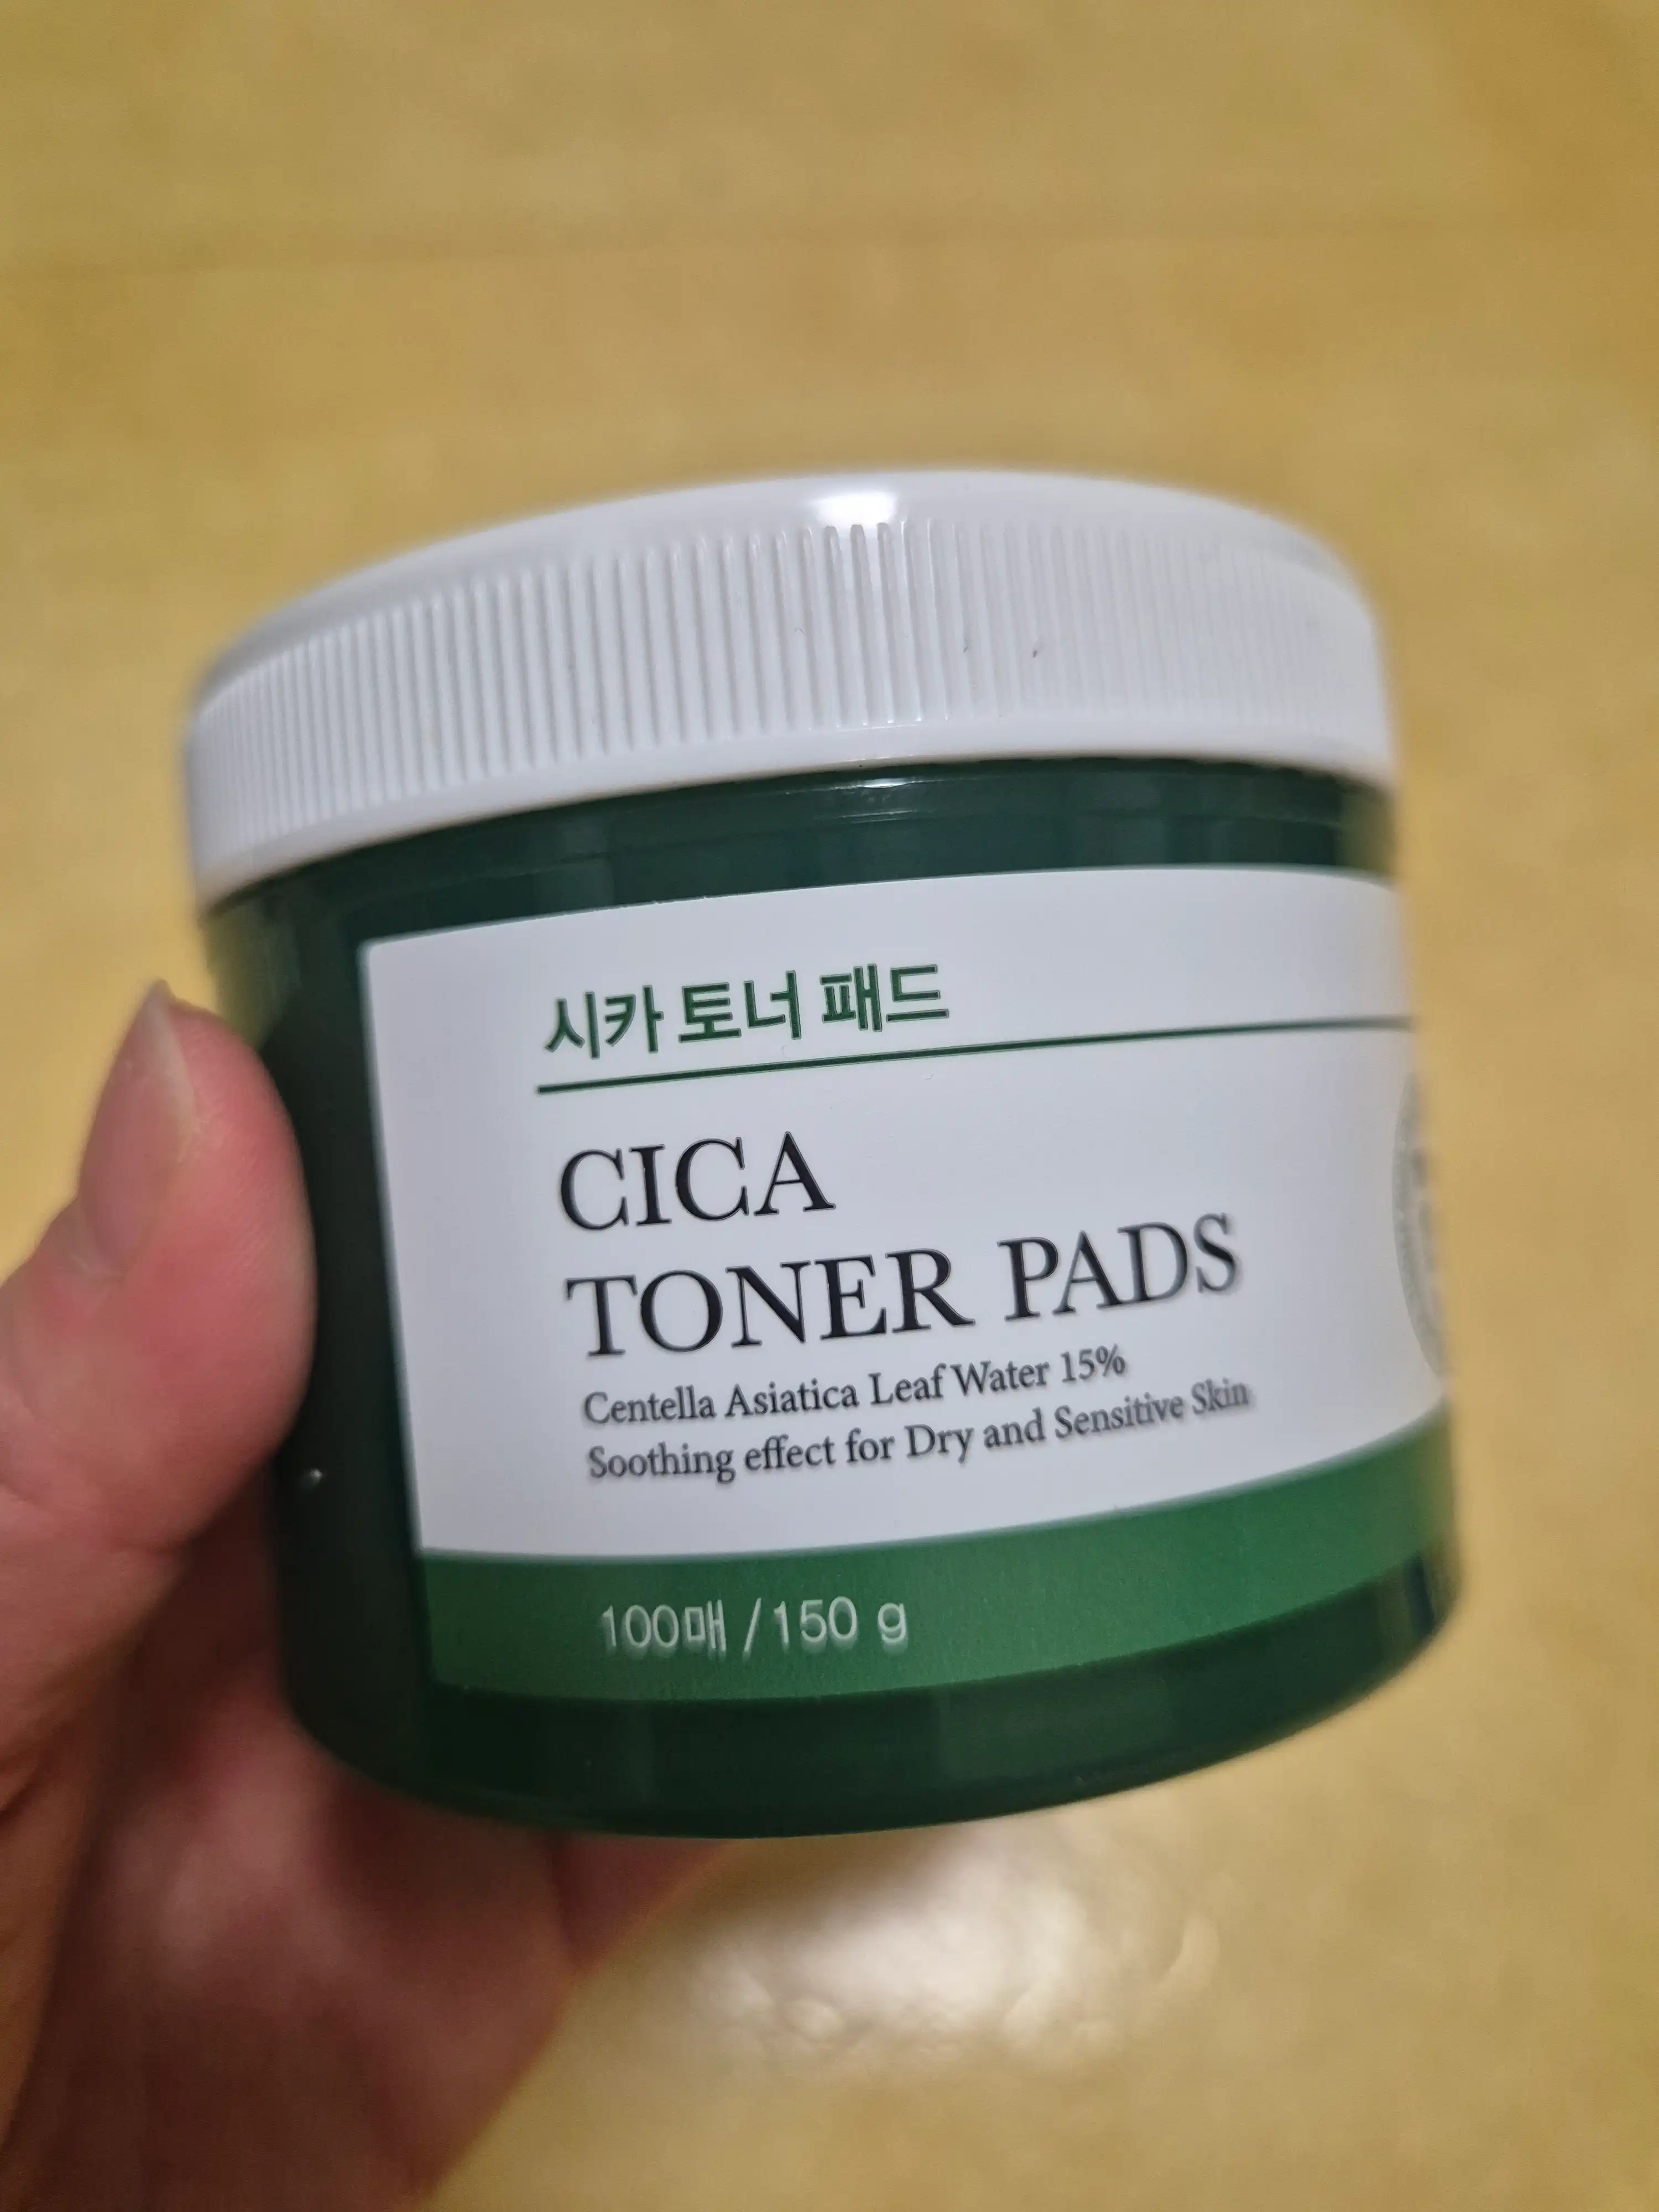 시카 토너 패드
CICA
TONER PADS
Centella Asiatica Leaf Water 15%
Soothing effect for Dry and Sensitive Skin
100매 / 150 g